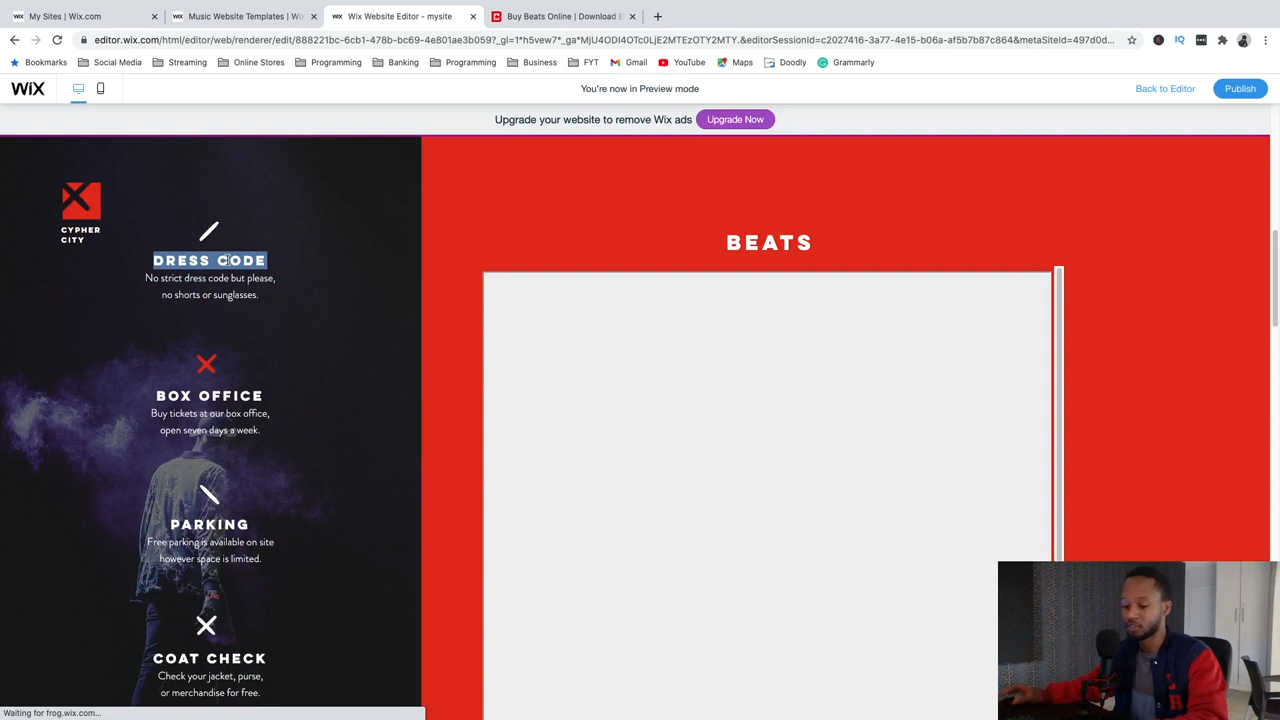 My Sites | Wix.com
Music Website Templates | Wi
Wix Website Editor - mysite
Buy Beats Online | Download B
editor.wix.com/html/editor/web/renderer/edit/888221bc-6cb1-478b-bc69-4e801ae3b059?_gl=1*h5vew7*_ga*MjU4ODI4OTc0LjE2MTEzOTY2MTY.&editorSessionId=c2027416-3a77-4e15-b06a-af5b7b87c864&metaSiteId=497d0d...
Bookmarks Social Media Streaming Online Stores Programming Banking Programming Business FYT Gmail YouTube Maps Doodly Grammarly
WiX
You're now in Preview mode
Back to Editor
Publish
Upgrade your website to remove Wix ads Upgrade Now
CYPHER
CITY
DRESS CODE
No strict dress code but please,
no shorts or sunglasses.
BOX OFFICE
Buy tickets at our box office,
open seven days a week.
PARKING
Free parking is available on site
however space is limited.
COAT CHECK
Check your jacket, purse,
or merchandise for free.
BEATS
Waiting for frog.wix.com...